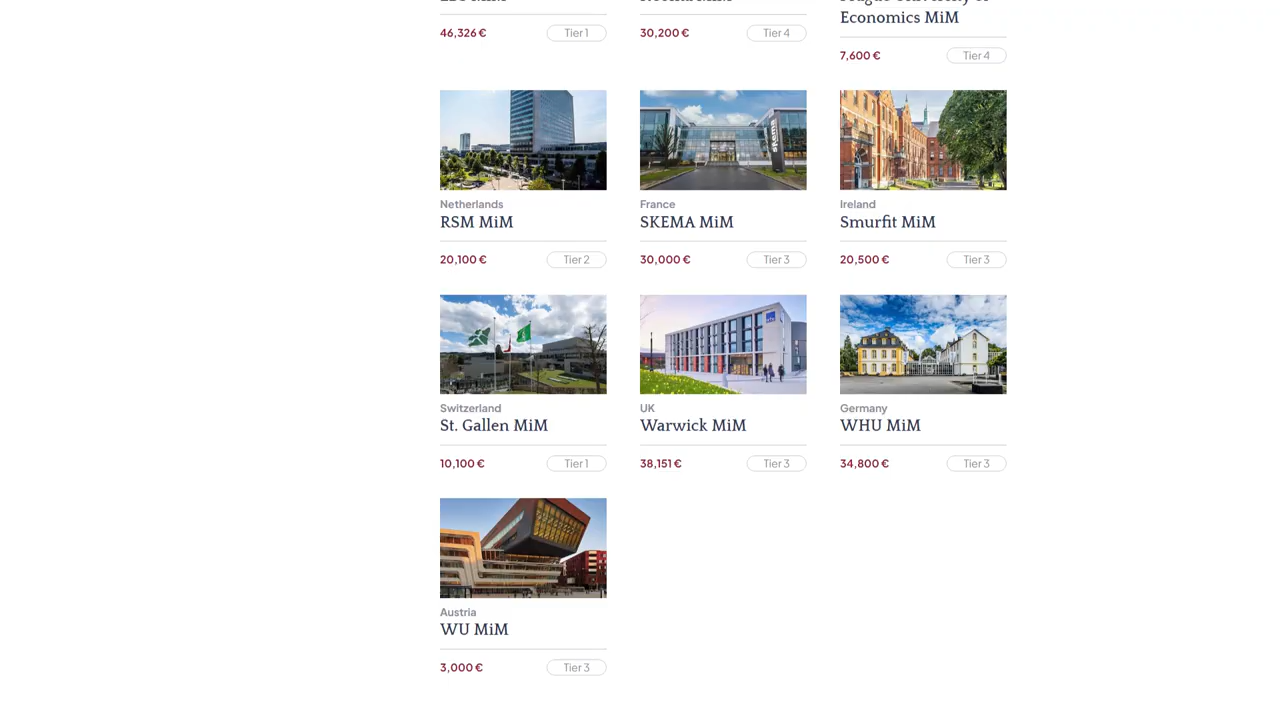 46,326 €
Tier 1
30,200 €
Tier 4
Economics MiM
7,600 €
Tier 4
Netherlands
RSM MiM
20,100 €
Tier 2
skema
France
SKEMA MiM
30,000 €
Tier 3
Ireland
Smurfit MiM
20,500 €
Tier 3
Switzerland
St. Gallen MiM
10,100 €
Tier 1
UK
Warwick MiM
38,151 €
Tier 3
Germany
WHU MiM
34,800 €
Tier 3
Austria
WU MiM
3,000 €
Tier 3